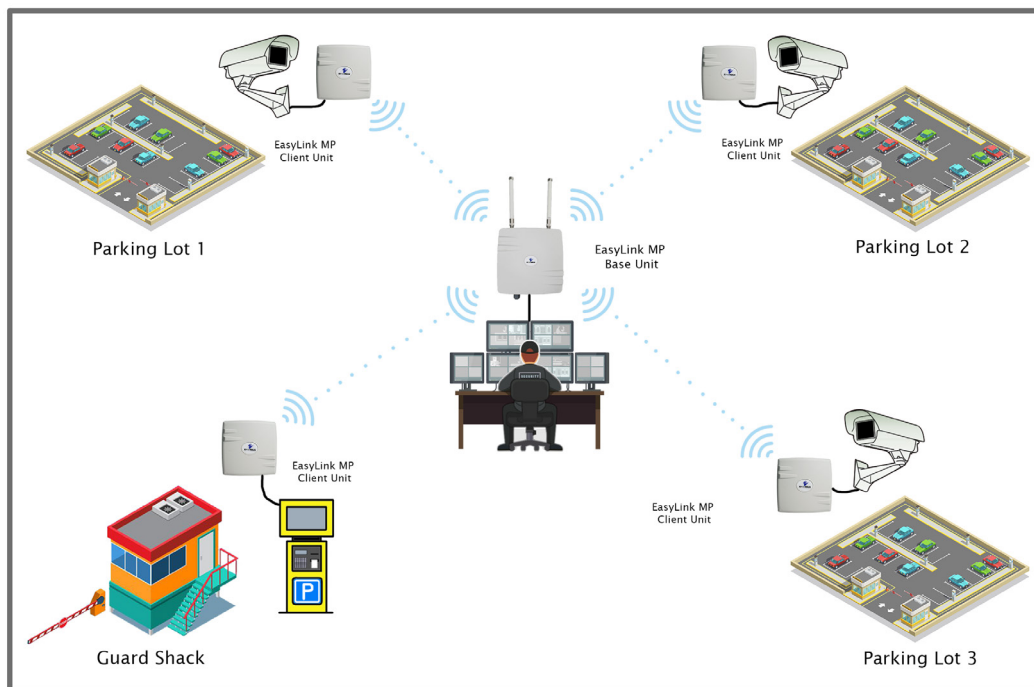 EasyLink MP
Client Unit
Parking Lot 1
EasyLink MP
Client Unit
Parking Lot 2
EasyLink MP
Base Unit
SECURITY
EasyLink MP
Client Unit
P
Guard Shack
EasyLink MP
Client Unit
Parking Lot 3